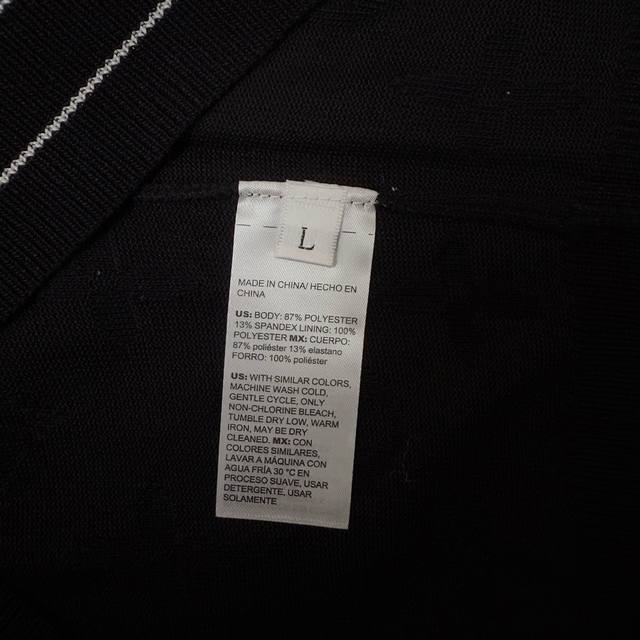 L
MADE IN CHINA/ HECHO EN
CHINA
US: BODY: 87% POLYESTER
13% SPANDEX LINING: 100%
POLYESTER MX: CUERPO:
87% poliéster 13% elastano
FORRO: 100% poliéster
US: WITH SIMILAR COLORS,
MACHINE WASH COLD,
GENTLE CYCLE, ONLY
NON-CHLORINE BLEACH,
TUMBLE DRY LOW, WARM
IRON, MAY BE DRY
CLEANED. MX: CON
COLORES SIMILARES,
LAVAR A MÁQUINA CON
AGUA FRÍA 30 °C EN
PROCESO SUAVE, USAR
DETERGENTE, USAR
SOLAMENTE